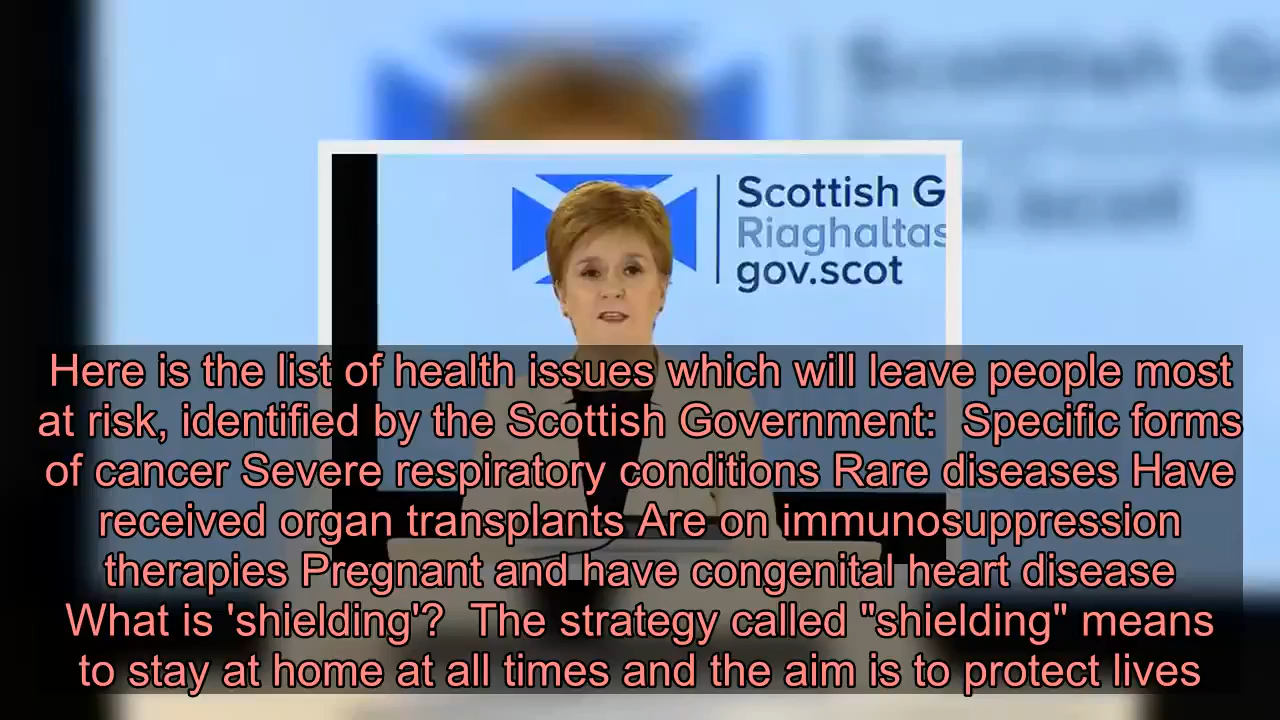 Scottish G
Riaghaltas
gov.scot
Here is the list of health issues which will leave people most
at risk, identified by the Scottish Government:  Specific forms
of cancer Severe respiratory conditions Rare diseases Have
received organ transplants Are on immunosuppression
therapies Pregnant and have congenital heart disease
What is 'shielding'?  The strategy called "shielding" means
to stay at home at all times and the aim is to protect lives